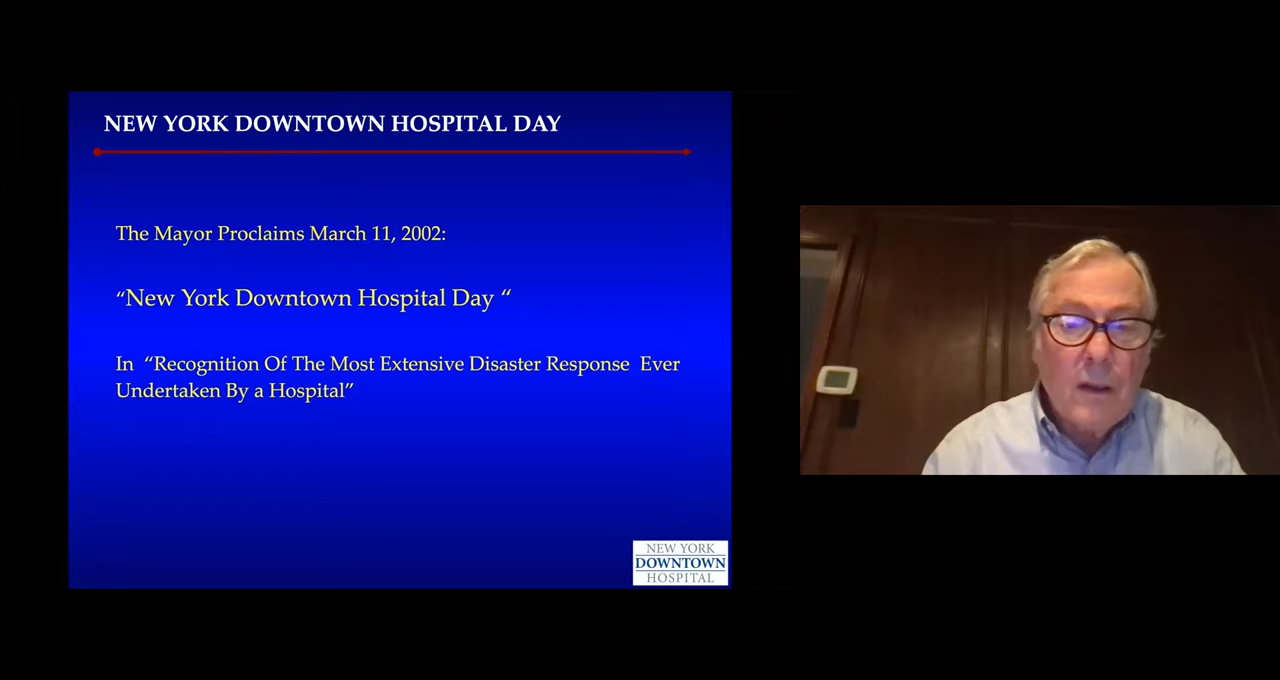 NEW YORK DOWNTOWN HOSPITAL DAY
The Mayor Proclaims March 11, 2002:
“New York Downtown Hospital Day “
In “Recognition Of The Most Extensive Disaster Response Ever
Undertaken By a Hospital”
NEW YORK
DOWNTOWN
HOSPITAL